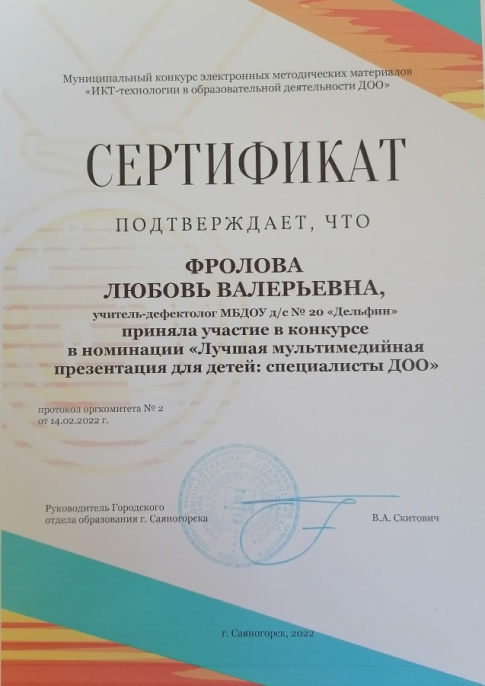 Муниципальный конкурс электронных методических материалов
«ИКТ-технологии в образовательной деятельности ДОО»
СЕРТИФИКАТ
ПОДТВЕРЖДАЕТ, ЧТО
ФРОЛОВА
ЛЮБОВЬ ВАЛЕРЬЕВНА,
учитель-дефектолог МБДОУ д/с № 20 «Дельфин»
приняла участие в конкурсе
в номинации «Лучшая мультимедийная
презентация для детей: специалисты ДОО»
протокол оргкомитета № 2
от 14.02.2022 г.
Руководитель Городского
отдела образования г. Саяногорска
В.А. Скитович
г. Саяногорск, 2022